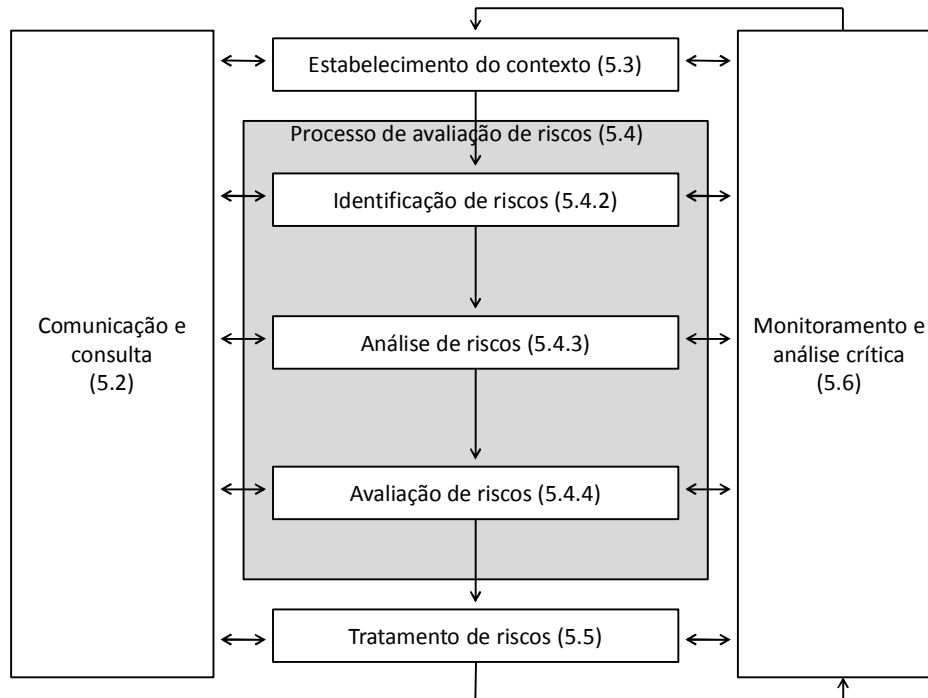 Estabelecimento do contexto (5.3)
Processo de avaliação de riscos (5.4)
Identificação de riscos (5.4.2)
Comunicação e
consulta
(5.2)
Análise de riscos (5.4.3)
Monitoramento e
análise crítica
(5.6)
Avaliação de riscos (5.4.4)
Tratamento de riscos (5.5)